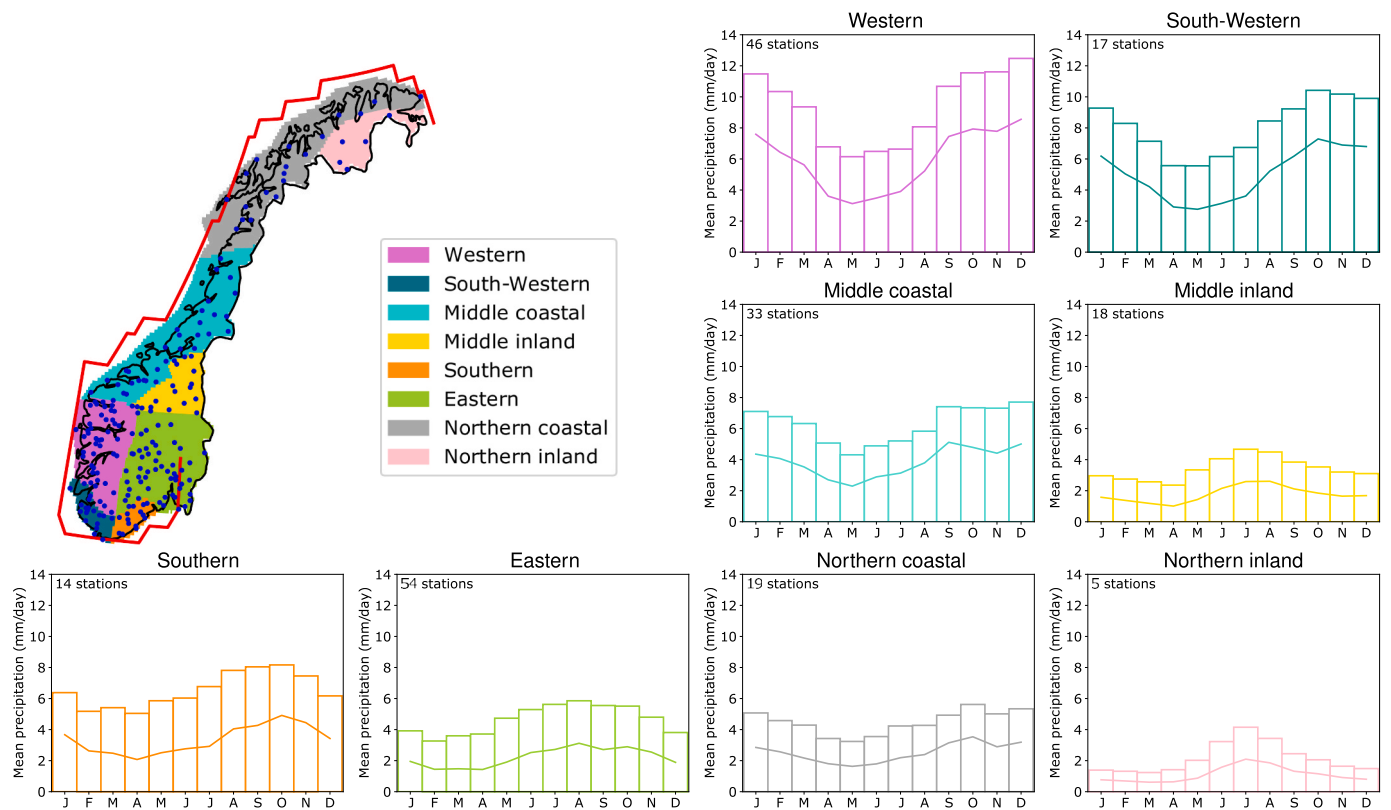 Western
46 stations
Mean precipitation (mm/day)
14
12
10
8
6
4
2
0
J F M A M J J A S O N D
South-Western
17 stations
Mean precipitation (mm/day)
14
12
10
8
6
4
2
0
J F M A M J J A S O N D
Western
South-Western
Middle coastal
Middle inland
Southern
Eastern
Northern coastal
Northern inland
Middle coastal
33 stations
Mean precipitation (mm/day)
14
12
10
8
6
4
2
0
J F M A M J J A S O N D
Middle inland
18 stations
Mean precipitation (mm/day)
14
12
10
8
6
4
2
0
J F M A M J J A S O N D
Southern
14 stations
Mean precipitation (mm/day)
14
12
10
8
6
4
2
0
J F M A M J J A S O N D
Eastern
54 stations
Mean precipitation (mm/day)
14
12
10
8
6
4
2
0
J F M A M J J A S O N D
Northern coastal
19 stations
Mean precipitation (mm/day)
14
12
10
8
6
4
2
0
J F M A M J J A S O N D
Northern inland
5 stations
Mean precipitation (mm/day)
14
12
10
8
6
4
2
0
J F M A M J J A S O N D